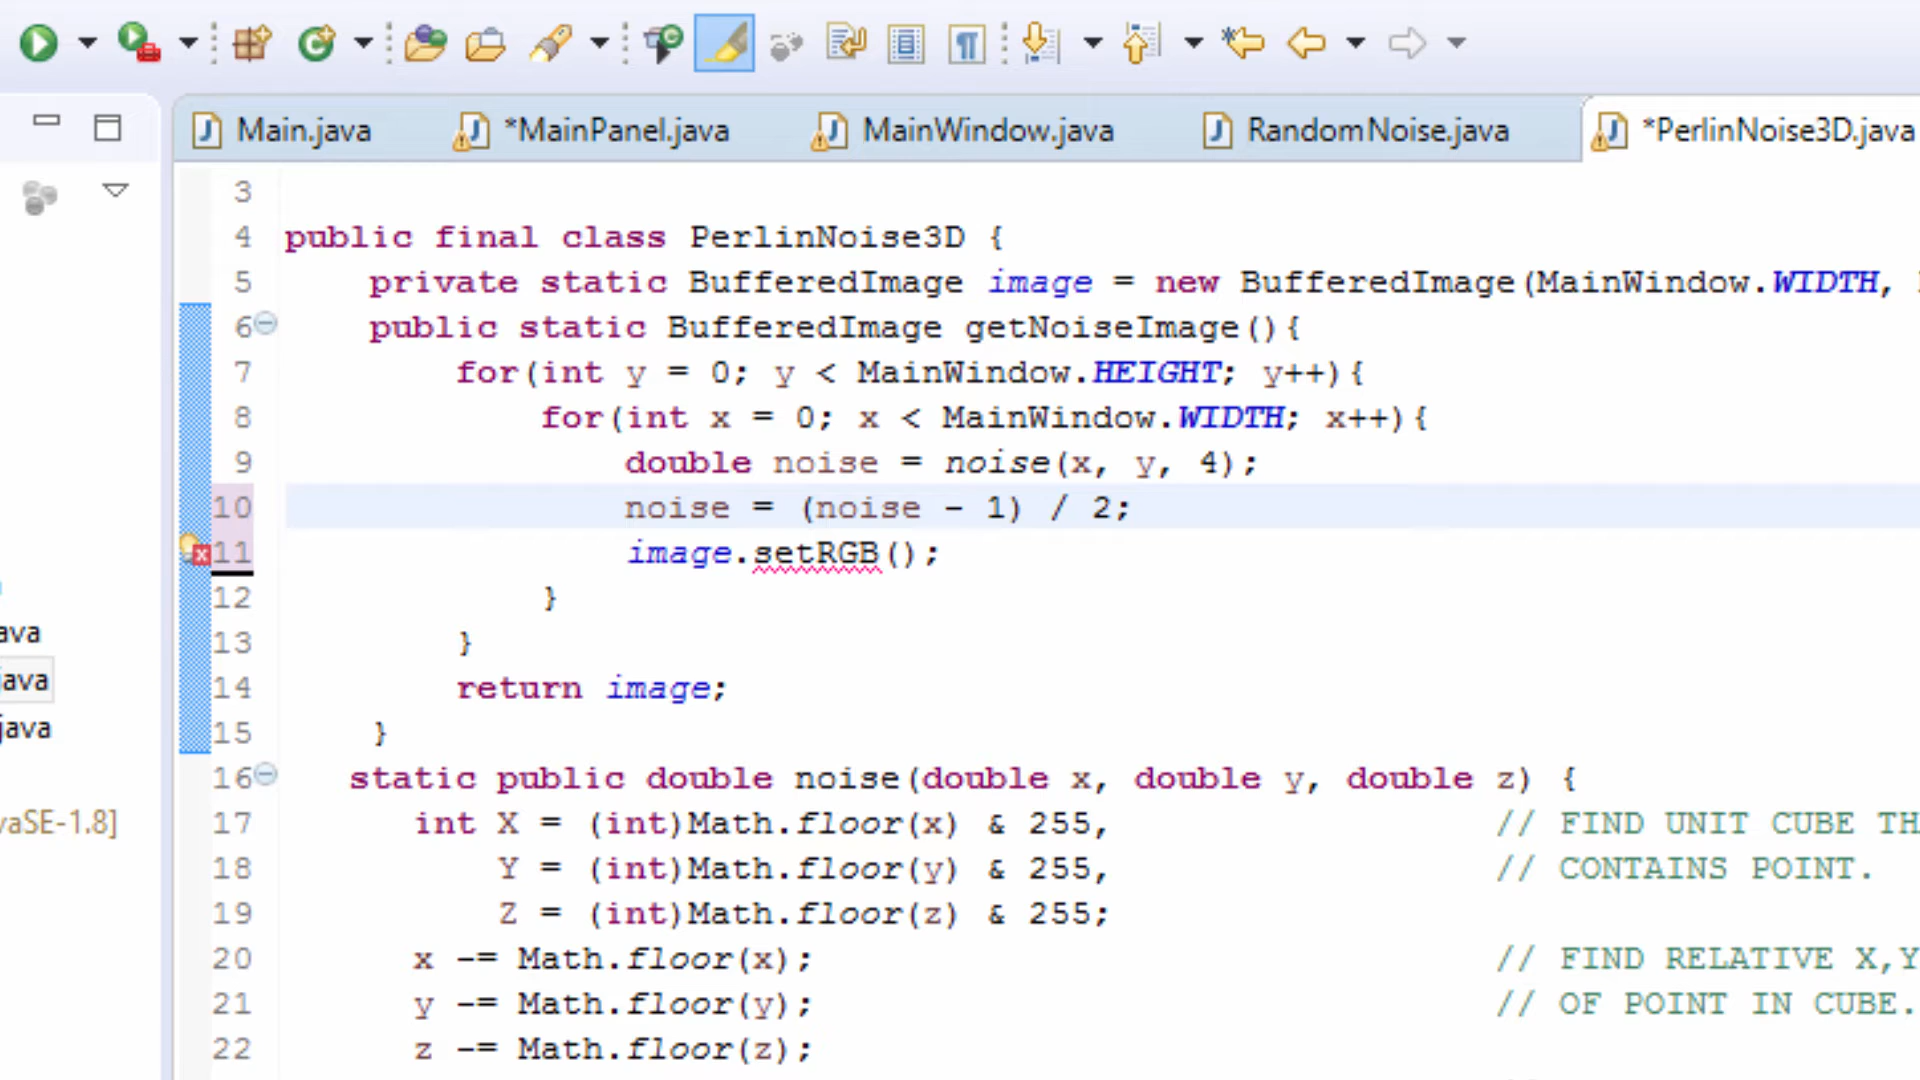 Main.java *MainPanel.java MainWindow.java RandomNoise.java *PerlinNoise3D.java
3
4 public final class PerlinNoise3D {
5 private static BufferedImage image = new BufferedImage(MainWindow.WIDTH,
6 public static BufferedImage getNoiseImage(){
7 for(int y = 0; y < MainWindow.HEIGHT; y++){
8 for(int x = 0; x < MainWindow.WIDTH; x++){
9 double noise = noise(x, y, 4);
10 noise = (noise - 1) / 2;
11 image.setRGB();
12 }
13 }
14 return image;
15 }
16 static public double noise(double x, double y, double z) {
17 int X = (int)Math.floor(x) & 255, // FIND UNIT CUBE TH
18 Y = (int)Math.floor(y) & 255, // CONTAINS POINT.
19 Z = (int)Math.floor(z) & 255;
20 x -= Math.floor(x); // FIND RELATIVE X,Y
21 y -= Math.floor(y); // OF POINT IN CUBE.
22 z -= Math.floor(z);
ava
java
java
vaSE-1.8]